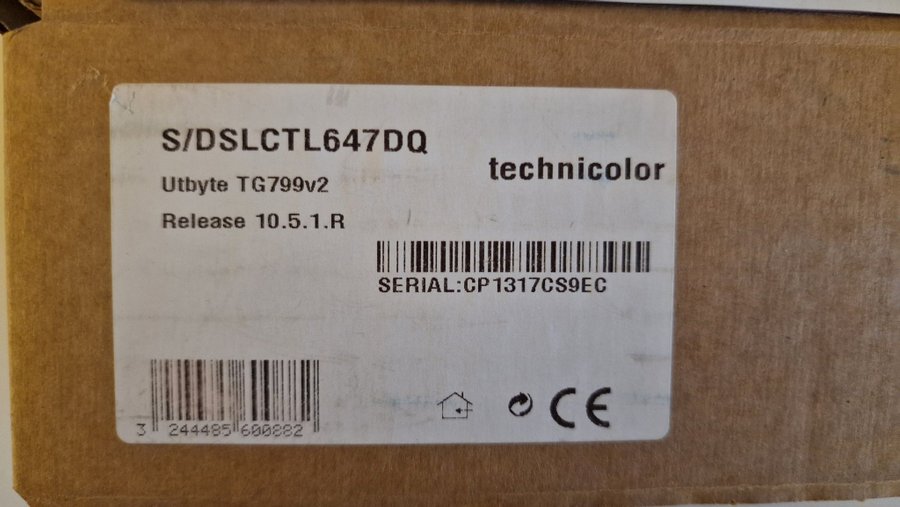 S/DSLCTL647DQ
technicolor
Utbyte TG799v2
Release 10.5.1.R
SERIAL:CP1317CS9EC
3 244485 600882
CE